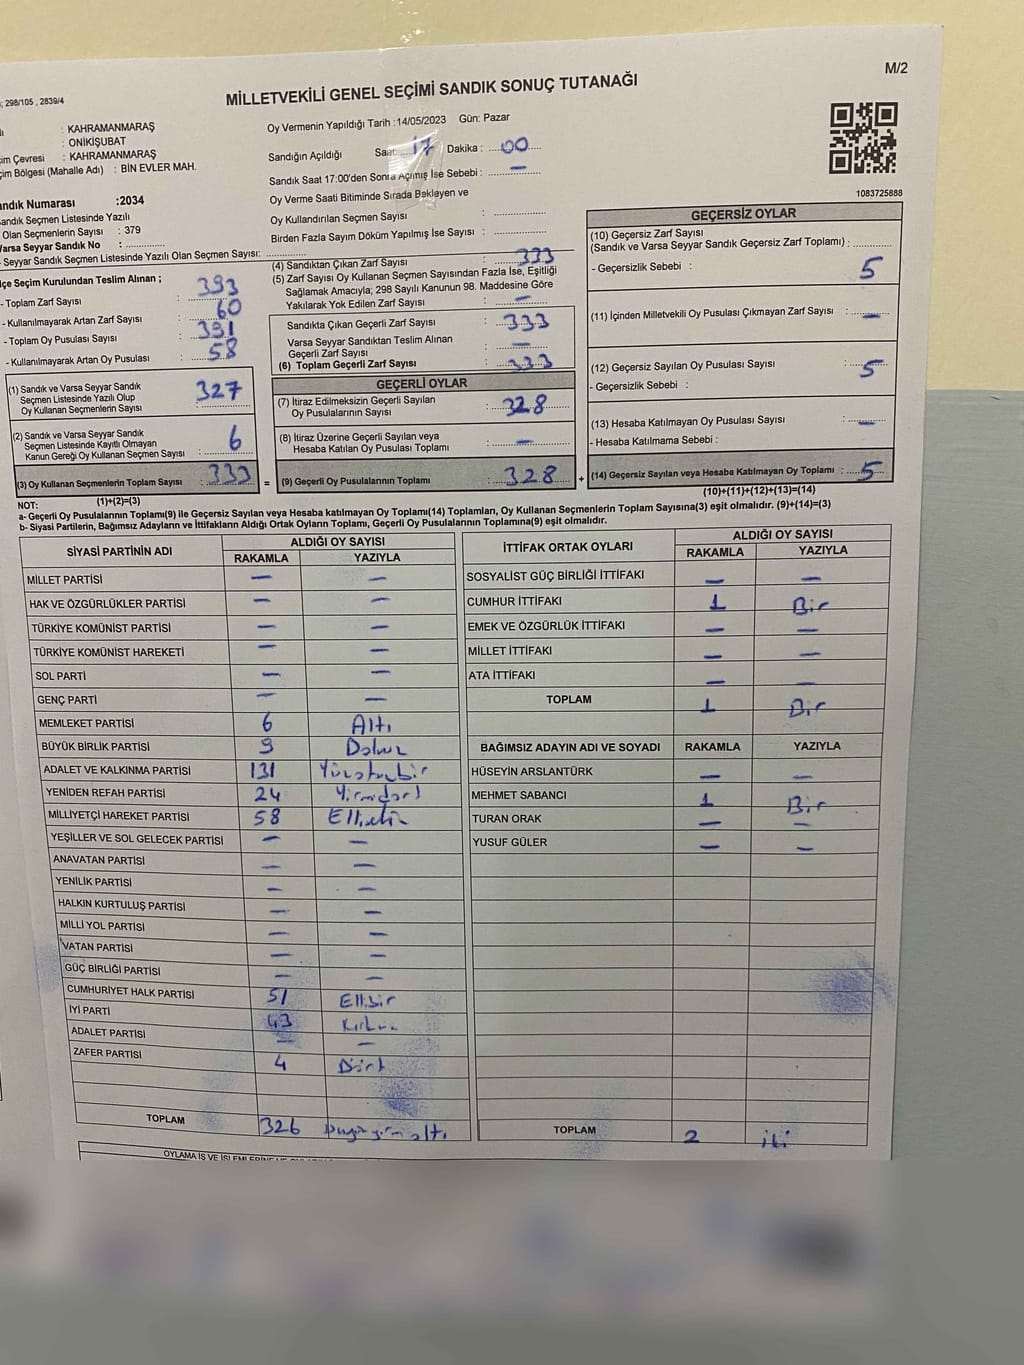 M/2
; 298/105 , 2839/4
MİLLETVEKİLİ GENEL SEÇİMİ SANDIK SONUÇ TUTANAĞI
: KAHRAMANMARAŞ
: ONİKİŞUBAT
çim Çevresi : KAHRAMANMARAŞ
çim Bölgesi (Mahalle Adı) : BİN EVLER MAH.
andık Numarası :2034
andık Seçmen Listesinde Yazılı
Olan Seçmenlerin Sayısı : 379
Varsa Seyyar Sandık No : ..............
Seyyar Sandık Seçmen Listesinde Yazılı Olan Seçmen Sayısı: ..............
Oy Vermenin Yapıldığı Tarih :14/05/2023 Gün: Pazar
Sandığın Açıldığı Saat: 17 Dakika : 00
Sandık Saat 17:00'den Sonra Açılmış İse Sebebi : —
Oy Verme Saati Bitiminde Sırada Bekleyen ve
Oy Kullandırılan Seçmen Sayısı : ..............
Birden Fazla Sayım Döküm Yapılmış İse Sayısı : ..............
1083725888
lçe Seçim Kurulundan Teslim Alınan ;
- Toplam Zarf Sayısı : 393
- Kullanılmayarak Artan Zarf Sayısı : 60
- Toplam Oy Pusulası Sayısı : 391
- Kullanılmayarak Artan Oy Pusulası : 58
(1) Sandık ve Varsa Seyyar Sandık
Seçmen Listesinde Yazılı Olup
Oy Kullanan Seçmenlerin Sayısı : 327
(2) Sandık ve Varsa Seyyar Sandık
Seçmen Listesinde Kayıtlı Olmayan
Kanun Gereği Oy Kullanan Seçmen Sayısı : 6
(3) Oy Kullanan Seçmenlerin Toplam Sayısı : 333 =
(4) Sandıktan Çıkan Zarf Sayısı : 333
(5) Zarf Sayısı Oy Kullanan Seçmen Sayısından Fazla İse, Eşitliği
Sağlamak Amacıyla; 298 Sayılı Kanunun 98. Maddesine Göre
Yakılarak Yok Edilen Zarf Sayısı : —
Sandıkta Çıkan Geçerli Zarf Sayısı : 333
Varsa Seyyar Sandıktan Teslim Alınan
Geçerli Zarf Sayısı : —
(6) Toplam Geçerli Zarf Sayısı : 333
GEÇERLİ OYLAR
(7) İtiraz Edilmeksizin Geçerli Sayılan
Oy Pusulalarının Sayısı : 328
(8) İtiraz Üzerine Geçerli Sayılan veya
Hesaba Katılan Oy Pusulası Toplamı : —
(9) Geçerli Oy Pusulalarının Toplamı : 328 +
GEÇERSİZ OYLAR
(10) Geçersiz Zarf Sayısı
(Sandık ve Varsa Seyyar Sandık Geçersiz Zarf Toplamı) : ............
- Geçersizlik Sebebi : 5
(11) İçinden Milletvekili Oy Pusulası Çıkmayan Zarf Sayısı : —
(12) Geçersiz Sayılan Oy Pusulası Sayısı : 5
- Geçersizlik Sebebi :
(13) Hesaba Katılmayan Oy Pusulası Sayısı : —
- Hesaba Katılmama Sebebi :
(14) Geçersiz Sayılan veya Hesaba Katılmayan Oy Toplamı : 5
NOT: (1)+(2)=(3) (10)+(11)+(12)+(13)=(14)
a- Geçerli Oy Pusulalarının Toplamı(9) ile Geçersiz Sayılan veya Hesaba katılmayan Oy Toplamı(14) Toplamları, Oy Kullanan Seçmenlerin Toplam Sayısına(3) eşit olmalıdır. (9)+(14)=(3)
b- Siyasi Partilerin, Bağımsız Adayların ve İttifakların Aldığı Ortak Oyların Toplamı, Geçerli Oy Pusulalarının Toplamına(9) eşit olmalıdır.
SİYASİ PARTİNİN ADI ALDIĞI OY SAYISI
RAKAMLA YAZIYLA
MİLLET PARTİSİ — —
HAK VE ÖZGÜRLÜKLER PARTİSİ — —
TÜRKİYE KOMÜNİST PARTİSİ — —
TÜRKİYE KOMÜNİST HAREKETİ — —
SOL PARTİ — —
GENÇ PARTİ — —
MEMLEKET PARTİSİ 6 Altı
BÜYÜK BİRLİK PARTİSİ 9 Dokuz
ADALET VE KALKINMA PARTİSİ 131 Yüzotuzbir
YENİDEN REFAH PARTİSİ 24 Yirmidört
MİLLİYETÇİ HAREKET PARTİSİ 58 Ellisekiz
YEŞİLLER VE SOL GELECEK PARTİSİ — —
ANAVATAN PARTİSİ — —
YENİLİK PARTİSİ — —
HALKIN KURTULUŞ PARTİSİ — —
MİLLİ YOL PARTİSİ — —
VATAN PARTİSİ — —
GÜÇ BİRLİĞİ PARTİSİ — —
CUMHURİYET HALK PARTİSİ 51 Ellibir
İYİ PARTİ 43
ADALET PARTİSİ — —
ZAFER PARTİSİ 4 Dört
TOPLAM 326
İTTİFAK ORTAK OYLARI ALDIĞI OY SAYISI
RAKAMLA YAZIYLA
SOSYALİST GÜÇ BİRLİĞİ İTTİFAKI — —
CUMHUR İTTİFAKI 1 Bir
EMEK VE ÖZGÜRLÜK İTTİFAKI — —
MİLLET İTTİFAKI — —
ATA İTTİFAKI —
TOPLAM 1 Bir
BAĞIMSIZ ADAYIN ADI VE SOYADI RAKAMLA YAZIYLA
HÜSEYİN ARSLANTÜRK — —
MEHMET SABANCI 1 Bir
TURAN ORAK — —
YUSUF GÜLER — —
TOPLAM 2 iki